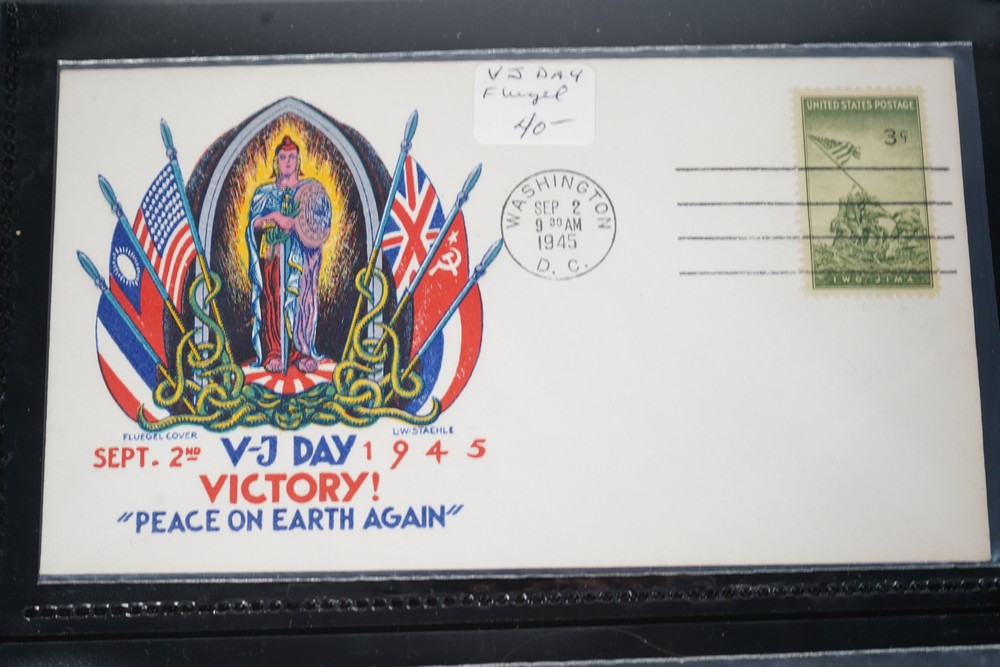 V J DAY
Fluegel
40-
UNITED STATES POSTAGE
3¢
WASHINGTON
SEP 2
9 30 AM
1945
D. C.
IWO JIMA
FLUEGEL COVER
L.W. STAEHLE
SEPT. 2ND V-J DAY 1945
VICTORY!
"PEACE ON EARTH AGAIN"